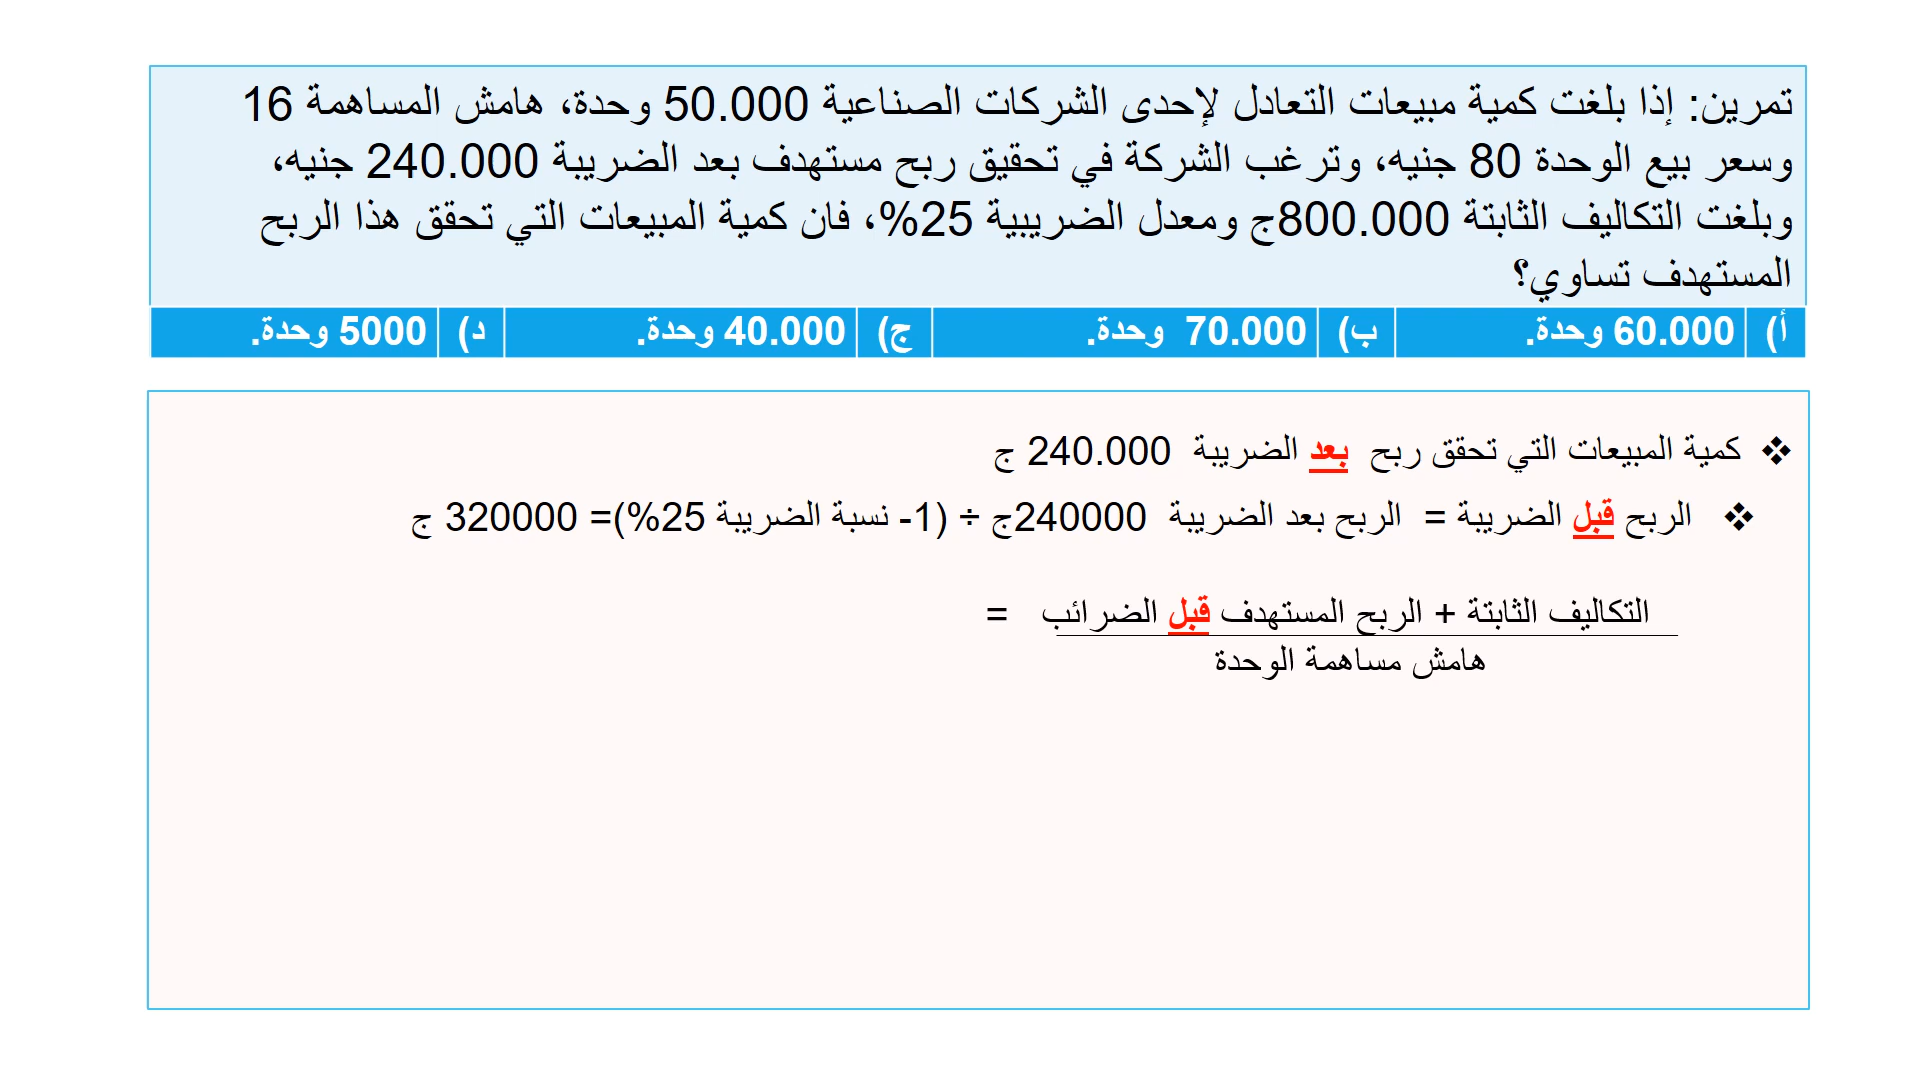 تمرين: إذا بلغت كمية مبيعات التعادل لإحدى الشركات الصناعية 50.000 وحدة، هامش المساهمة 16
وسعر بيع الوحدة 80 جنيه، وترغب الشركة في تحقيق ربح مستهدف بعد الضريبة 240.000 جنيه،
وبلغت التكاليف الثابتة 800.000ج ومعدل الضريبية 25%، فان كمية المبيعات التي تحقق هذا الربح
المستهدف تساوي؟
أ) 60.000 وحدة. ب) 70.000 وحدة. ج) 40.000 وحدة. د) 5000 وحدة.
❖ كمية المبيعات التي تحقق ربح بعد الضريبة 240.000 ج
❖ الربح قبل الضريبة = الربح بعد الضريبة 240000ج ÷ (1- نسبة الضريبة 25%)= 320000 ج
التكاليف الثابتة + الربح المستهدف قبل الضرائب =
هامش مساهمة الوحدة